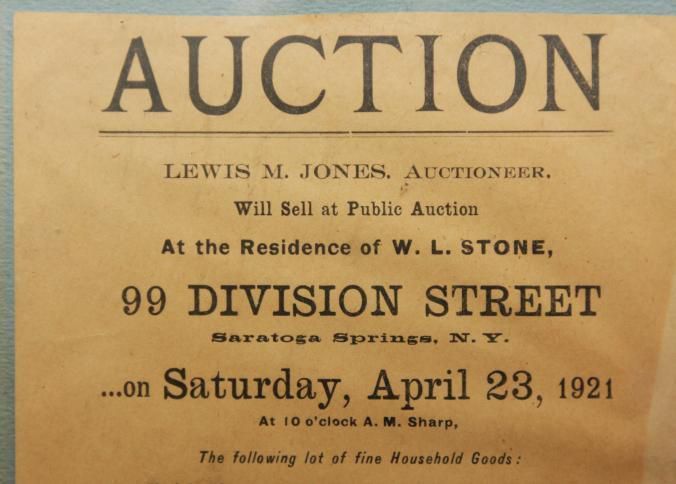 AUCTION
LEWIS M. JONES, AUCTIONEER.
Will Sell at Public Auction
At the Residence of W. L. STONE,
99 DIVISION STREET
Saratoga Springs, N. Y.
...on Saturday, April 23, 1921
At 10 o'clock A. M. Sharp,
The following lot of fine Household Goods: